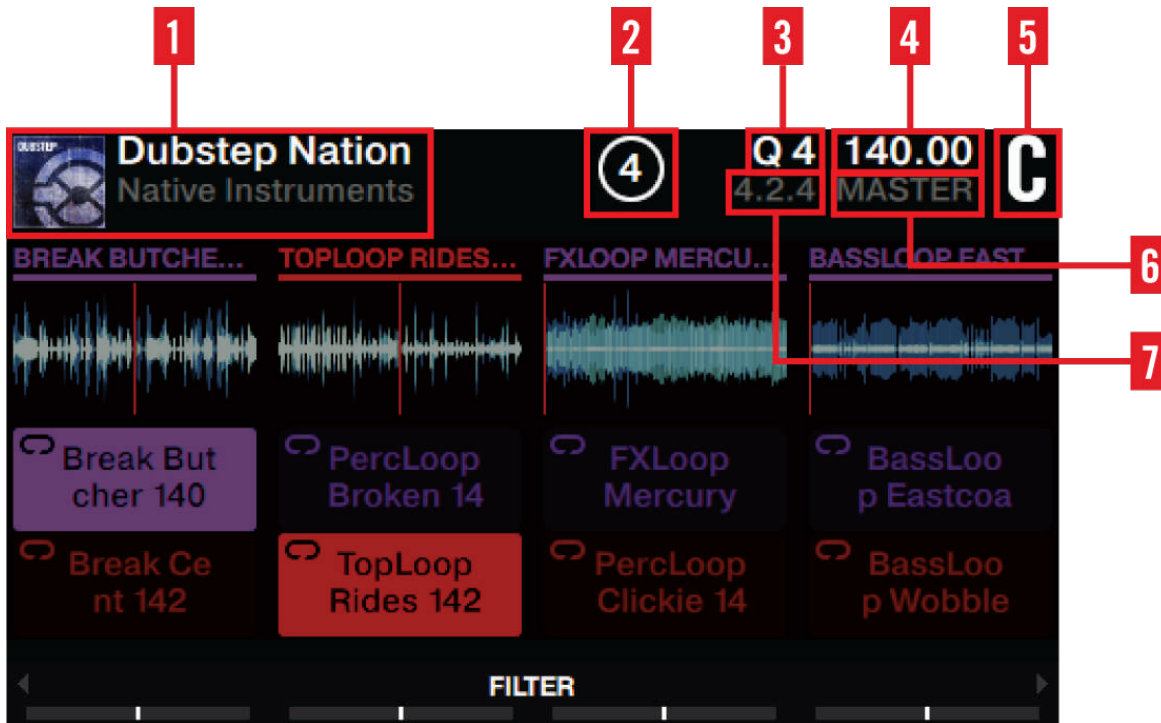 1
2
3
4
5
DUBSTEP
Dubstep Nation
Native Instruments
4
Q 4
140.00
C
4.2.4
MASTER
BREAK BUTCHE...
TOPLOOP RIDES...
FXLOOP MERCU...
BASSLOOP EAST...
6
7
Break But
cher 140
PercLoop
Broken 14
FXLoop
Mercury
BassLoo
p Eastcoa
Break Ce
nt 142
TopLoop
Rides 142
PercLoop
Clickie 14
BassLoo
p Wobble
FILTER